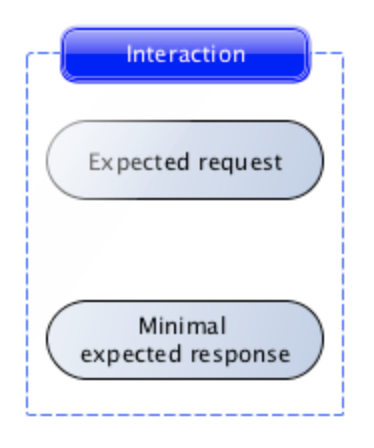 Interaction
Expected request
Minimal
expected response